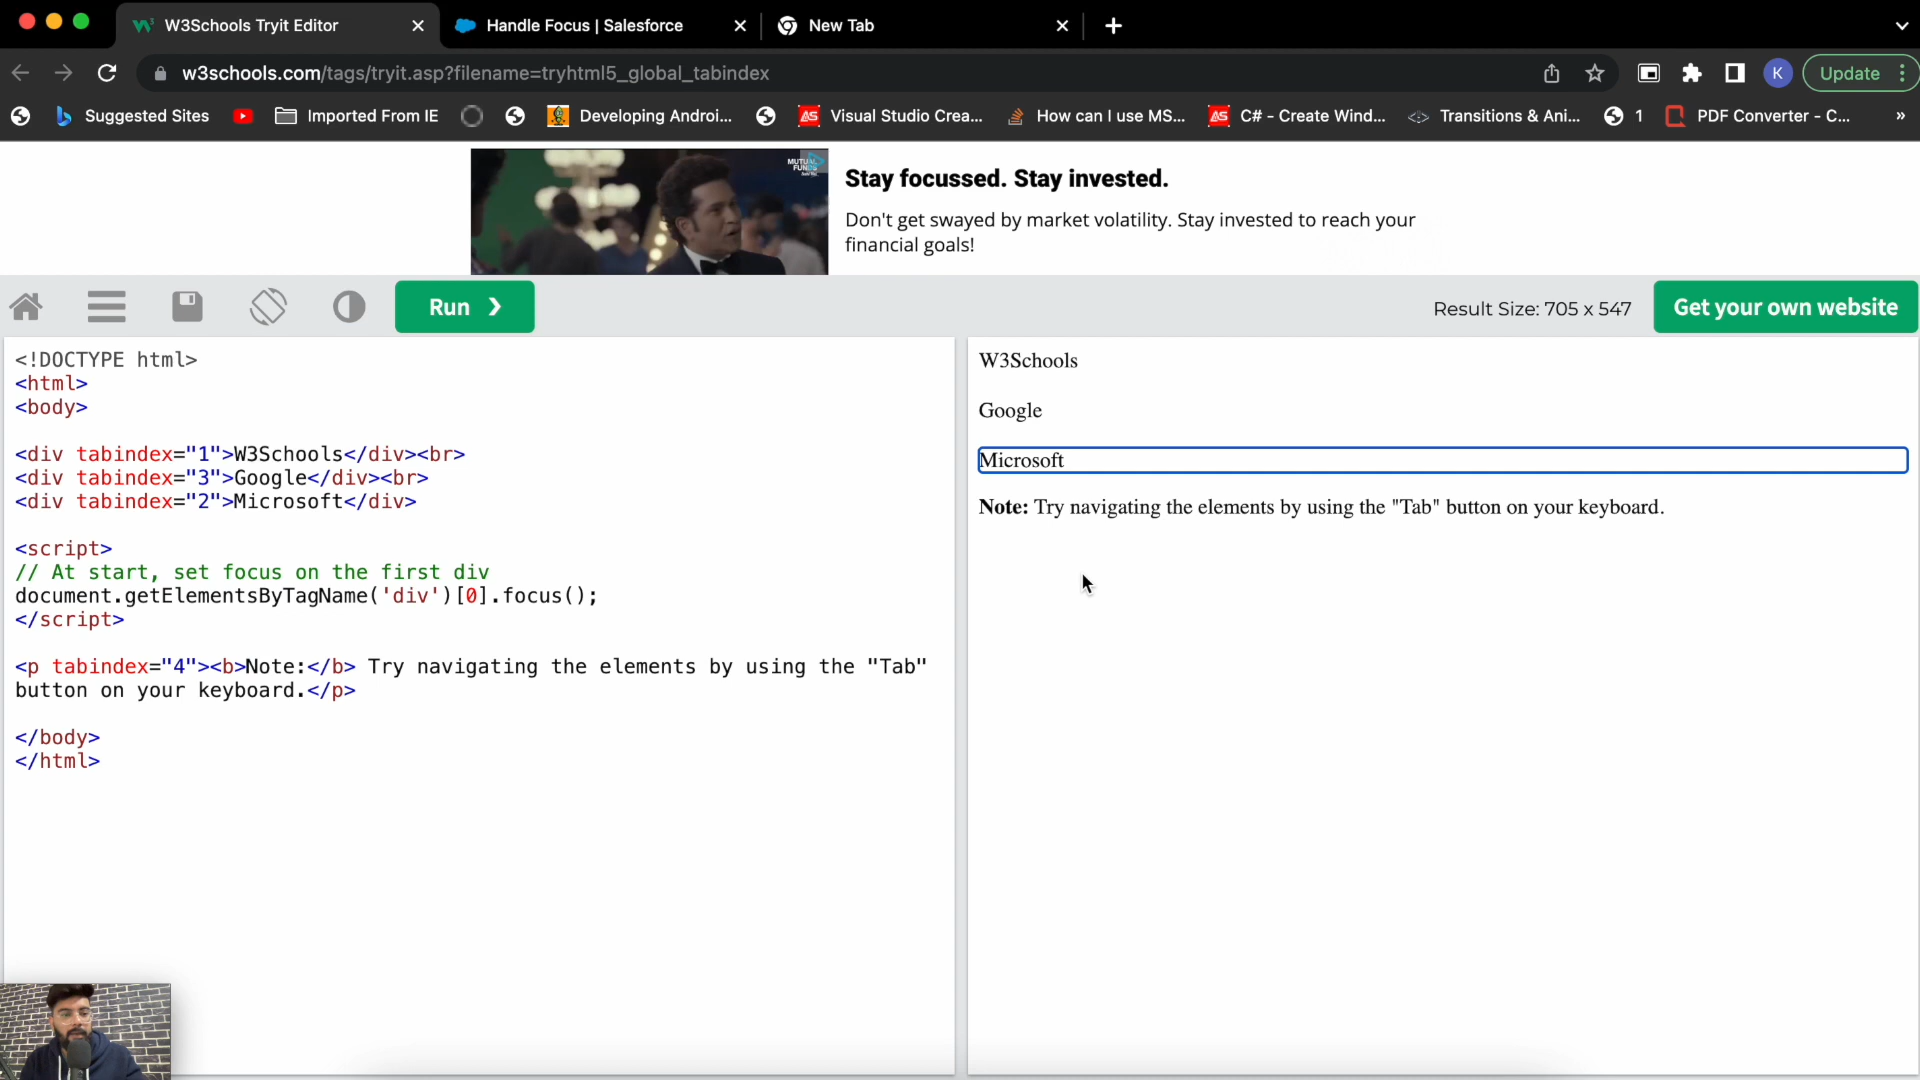 W3Schools Tryit Editor
Handle Focus | Salesforce
New Tab
w3schools.com/tags/tryit.asp?filename=tryhtml5_global_tabindex
K
Update
Suggested Sites
Imported From IE
Developing Androi...
Visual Studio Crea...
How can I use MS...
C# - Create Wind...
Transitions & Ani...
1
PDF Converter - C...
»
Stay focussed. Stay invested.
Don't get swayed by market volatility. Stay invested to reach your
financial goals!
Run ❯
Result Size: 705 x 547
Get your own website
<!DOCTYPE html>
<html>
<body>
<div tabindex="1">W3Schools</div><br>
<div tabindex="3">Google</div><br>
<div tabindex="2">Microsoft</div>
<script>
// At start, set focus on the first div
document.getElementsByTagName('div')[0].focus();
</script>
<p tabindex="4"><b>Note:</b> Try navigating the elements by using the "Tab"
button on your keyboard.</p>
</body>
</html>
W3Schools
Google
Microsoft
Note: Try navigating the elements by using the "Tab" button on your keyboard.